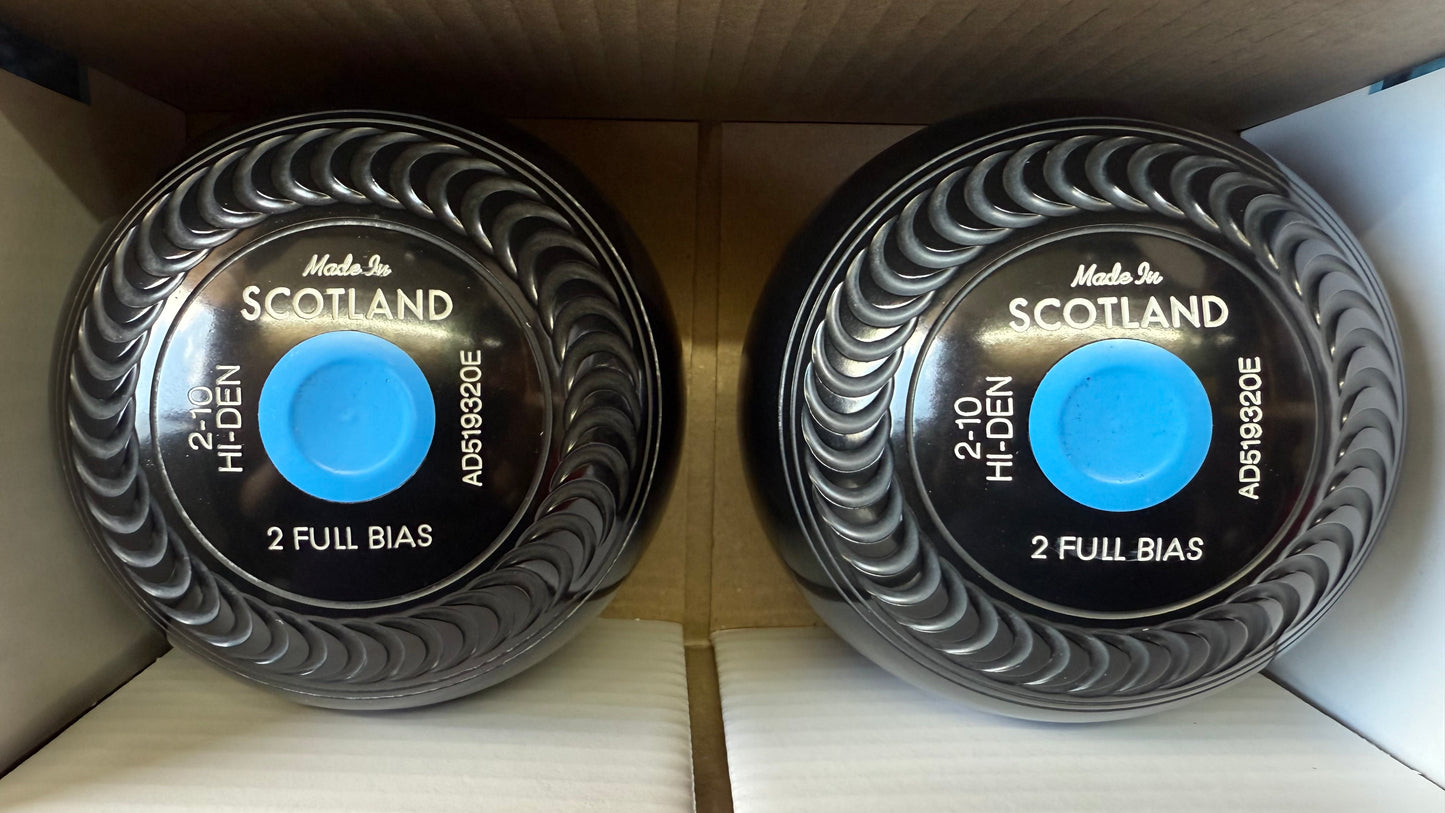 Made In
SCOTLAND
2-10
HI-DEN
AD519320E
2 FULL BIAS
Made In
SCOTLAND
2-10
HI-DEN
AD519320E
2 FULL BIAS